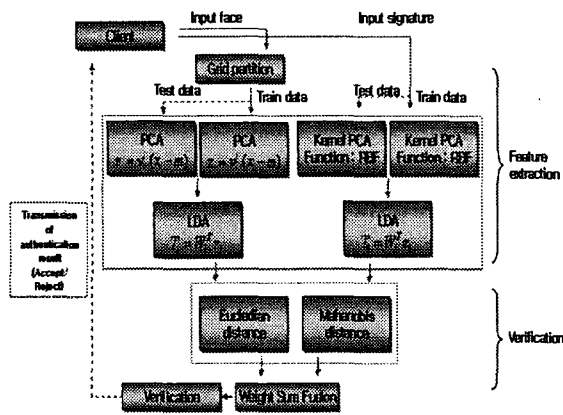 Input face
Input signature
Client
Grid partition
Test data
Train data
Test data
Train data
PCA
PCA
Kernel PCA
Function : RBF
Kernel PCA
Function : RBF
Feature
extraction
LDA
LDA
Transmission
of
authentication
result
(Accept/
Reject)
Euclidian
distance
Mahanobis
distance
Verification
Verification
Weight Sum Fusion